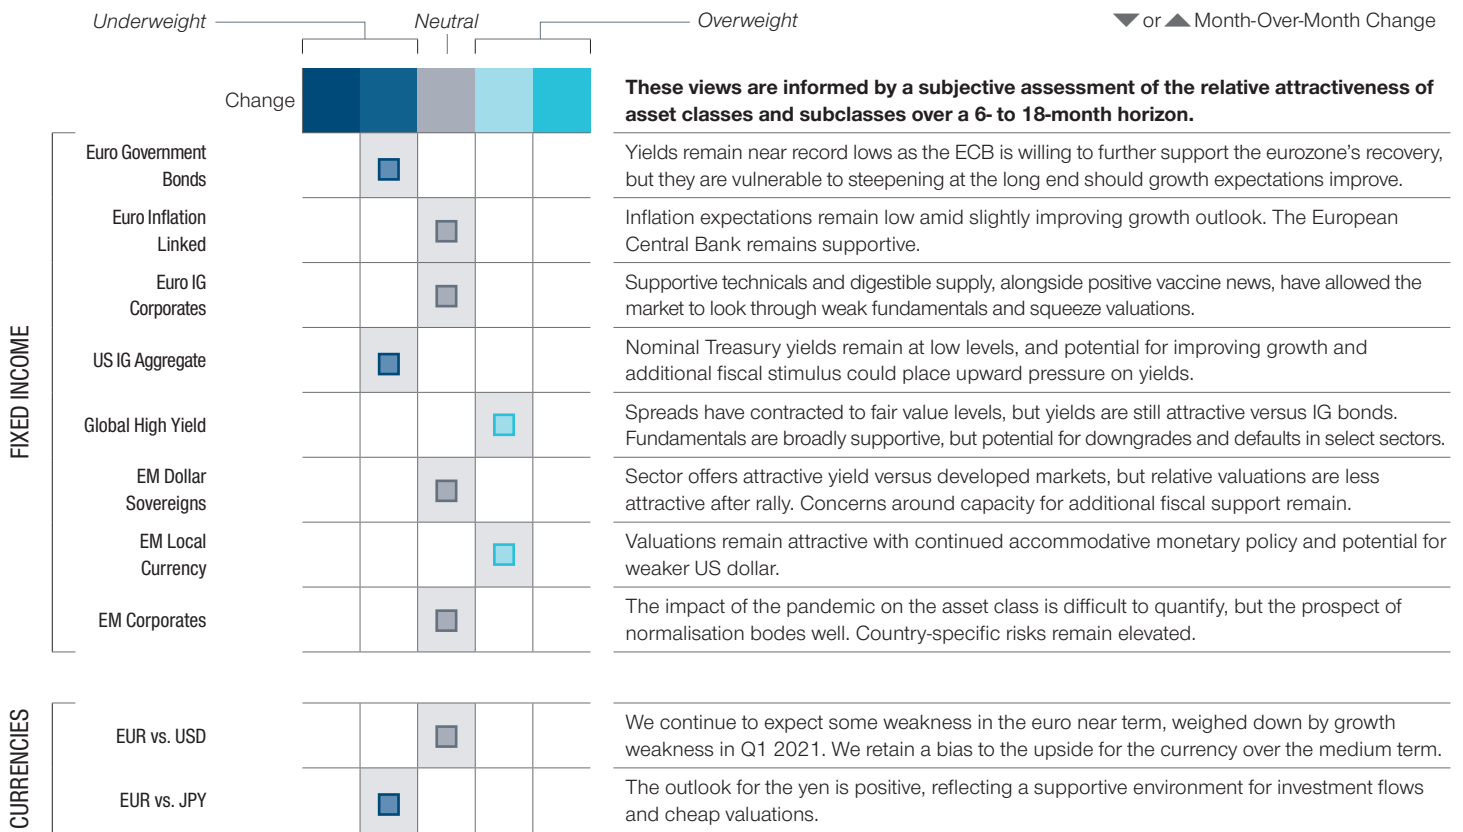 Underweight Neutral Overweight ▼ or ▲ Month-Over-Month Change
Change
These views are informed by a subjective assessment of the relative attractiveness of
asset classes and subclasses over a 6- to 18-month horizon.
FIXED INCOME
Euro Government
Bonds
Yields remain near record lows as the ECB is willing to further support the eurozone's recovery,
but they are vulnerable to steepening at the long end should growth expectations improve.
Euro Inflation
Linked
Inflation expectations remain low amid slightly improving growth outlook. The European
Central Bank remains supportive.
Euro IG
Corporates
Supportive technicals and digestible supply, alongside positive vaccine news, have allowed the
market to look through weak fundamentals and squeeze valuations.
US IG Aggregate
Nominal Treasury yields remain at low levels, and potential for improving growth and
additional fiscal stimulus could place upward pressure on yields.
Global High Yield
Spreads have contracted to fair value levels, but yields are still attractive versus IG bonds.
Fundamentals are broadly supportive, but potential for downgrades and defaults in select sectors.
EM Dollar
Sovereigns
Sector offers attractive yield versus developed markets, but relative valuations are less
attractive after rally. Concerns around capacity for additional fiscal support remain.
EM Local
Currency
Valuations remain attractive with continued accommodative monetary policy and potential for
weaker US dollar.
EM Corporates
The impact of the pandemic on the asset class is difficult to quantify, but the prospect of
normalisation bodes well. Country-specific risks remain elevated.
CURRENCIES
EUR vs. USD
We continue to expect some weakness in the euro near term, weighed down by growth
weakness in Q1 2021. We retain a bias to the upside for the currency over the medium term.
EUR vs. JPY
The outlook for the yen is positive, reflecting a supportive environment for investment flows
and cheap valuations.